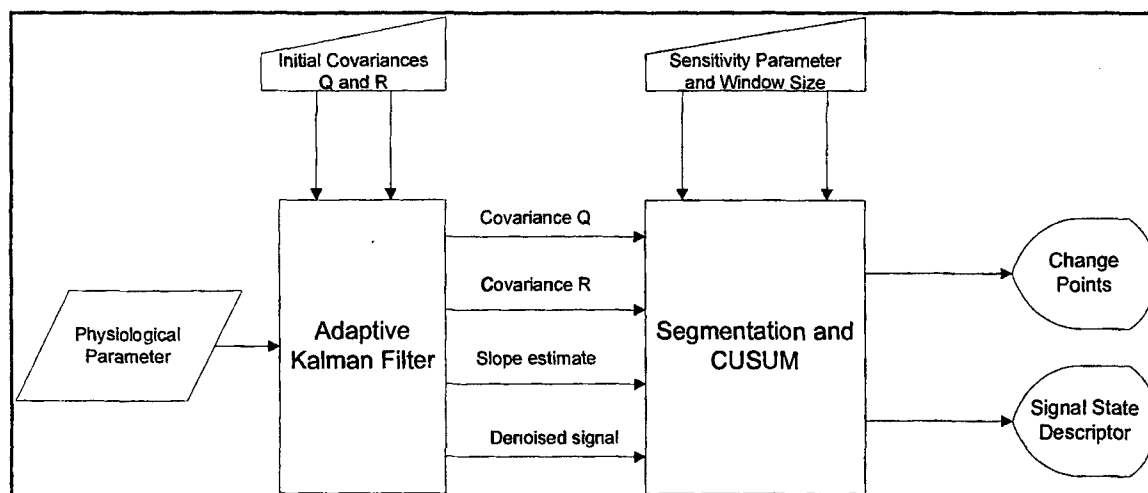 Initial Covariances
Q and R
Sensitivity Parameter
and Window Size
Covariance Q
Covariance R
Slope estimate
Denoised signal
Physiological
Parameter
Adaptive
Kalman Filter
Segmentation and
CUSUM
Change
Points
Signal State
Descriptor